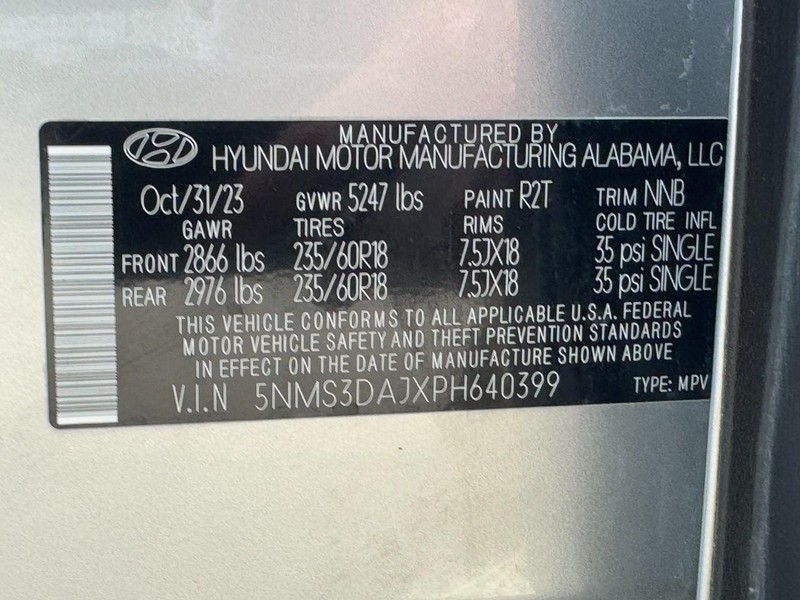 MANUFACTURED BY
HYUNDAI MOTOR MANUFACTURING ALABAMA, LLC
Oct/31/23 GVWR 5247 lbs PAINT R2T TRIM NNB
GAWR TIRES RIMS COLD TIRE INFL
FRONT 2866 lbs 235/60R18 7.5JX18 35 psi SINGLE
REAR 2976 lbs 235/60R18 7.5JX18 35 psi SINGLE
THIS VEHICLE CONFORMS TO ALL APPLICABLE U.S.A. FEDERAL
MOTOR VEHICLE SAFETY AND THEFT PREVENTION STANDARDS
IN EFFECT ON THE DATE OF MANUFACTURE SHOWN ABOVE
V.I.N 5NMS3DAJXPH640399 TYPE: MPV